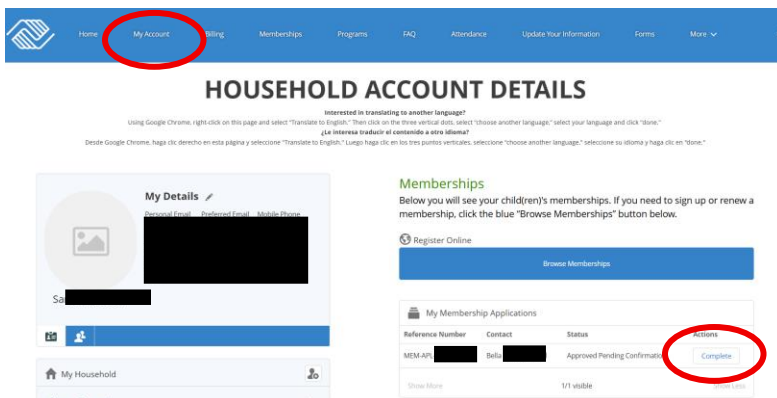 Home My Account Billing Memberships Programs FAQ Attendance Update Your Information Forms More
HOUSEHOLD ACCOUNT DETAILS
Interested in translating to another language?
Using Google Chrome, right-click on this page and select "Translate to English." Then click on the three vertical dots, select "choose another language," select your language and click "done."
¿Le interesa traducir el contenido a otro idioma?
Desde Google Chrome, haga clic derecho en esta página y seleccione "Translate to English." Luego haga clic en los tres puntos verticales, seleccione "choose another language," seleccione su idioma y haga clic en "done."
My Details
Personal Email Preferred Email Mobile Phone
Sa
My Household
Memberships
Below you will see your child(ren)'s memberships. If you need to sign up or renew a
membership, click the blue "Browse Memberships" button below.
Register Online
Browse Memberships
My Membership Applications
Reference Number Contact Status Actions
MEM-APL Bella Approved Pending Confirmation Complete
Show More 1/1 visible Show Less